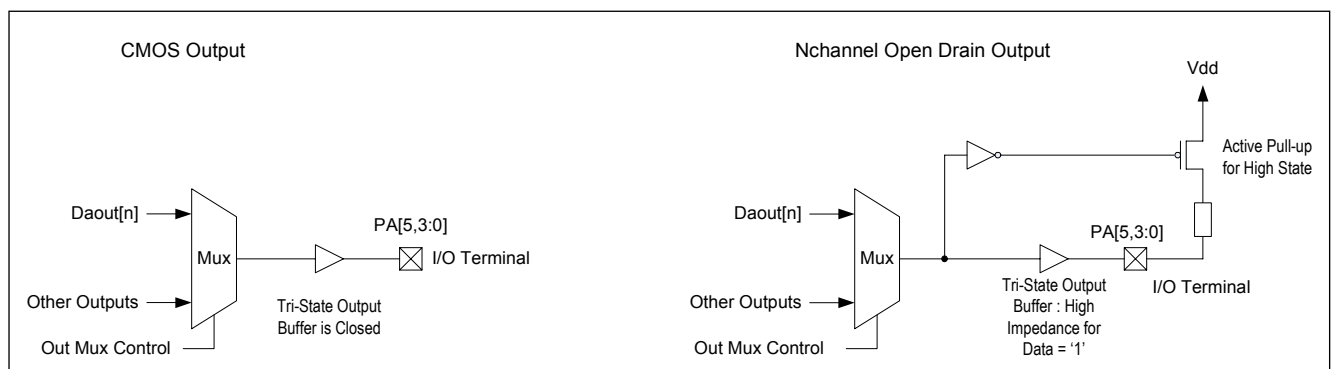 CMOS Output
Daout[n]
Mux
PA[5,3:0]
I/O Terminal
Other Outputs
Tri-State Output
Buffer is Closed
Out Mux Control
Nchannel Open Drain Output
Vdd
Active Pull-up
for High State
Daout[n]
Mux
PA[5,3:0]
I/O Terminal
Other Outputs
Tri-State Output
Buffer : High
Impedance for
Data = '1'
Out Mux Control